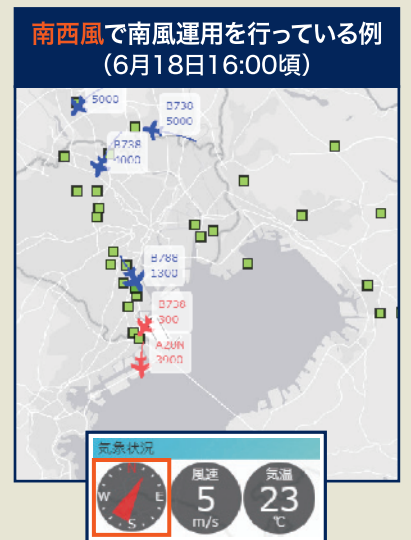 南西風で南風運用を行っている例
（6月18日16:00頃）
5000
B738
5000
B738
4000
B788
1300
B738
300
A20N
3900
気象状況
N
W
E
S
風速
5
m/s
気温
23
℃